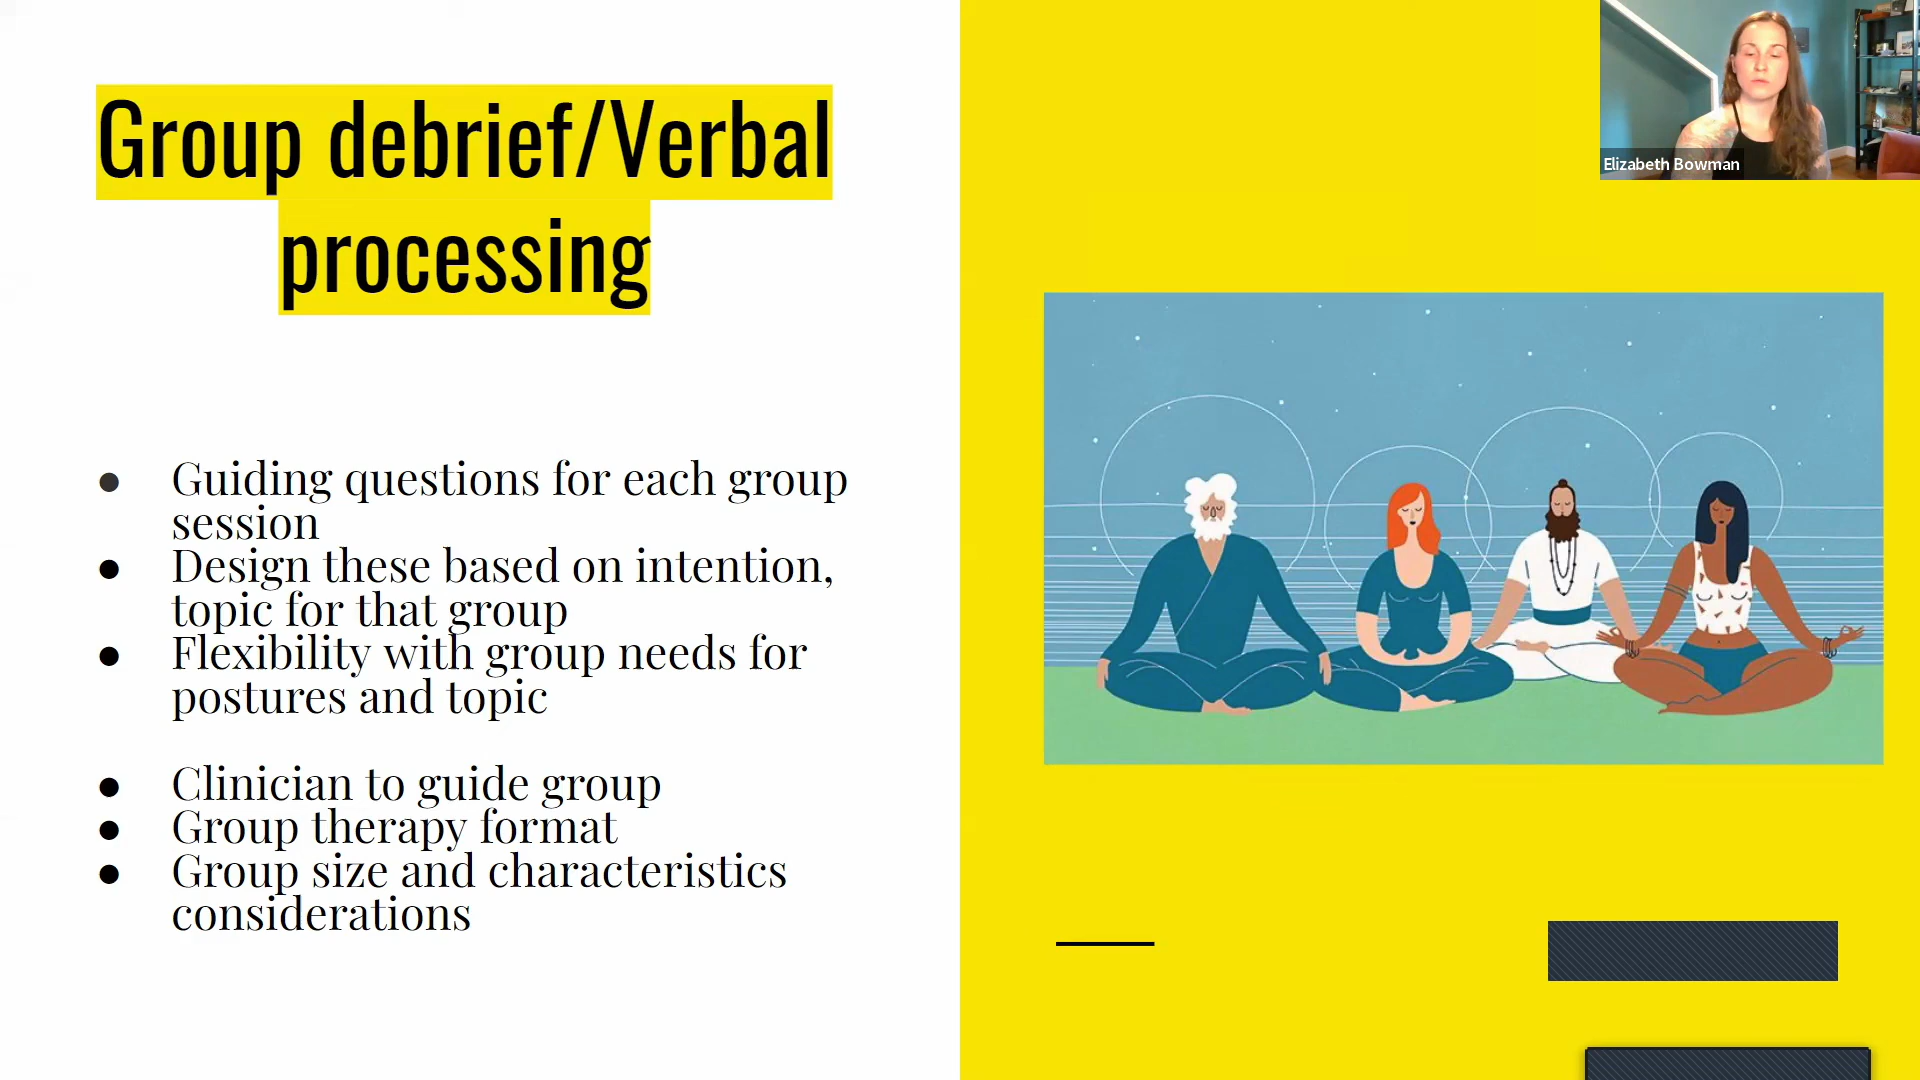 Group debrief/Verbal
processing
● Guiding questions for each group
session
● Design these based on intention,
topic for that group
● Flexibility with group needs for
postures and topic
● Clinician to guide group
● Group therapy format
● Group size and characteristics
considerations
Elizabeth Bowman